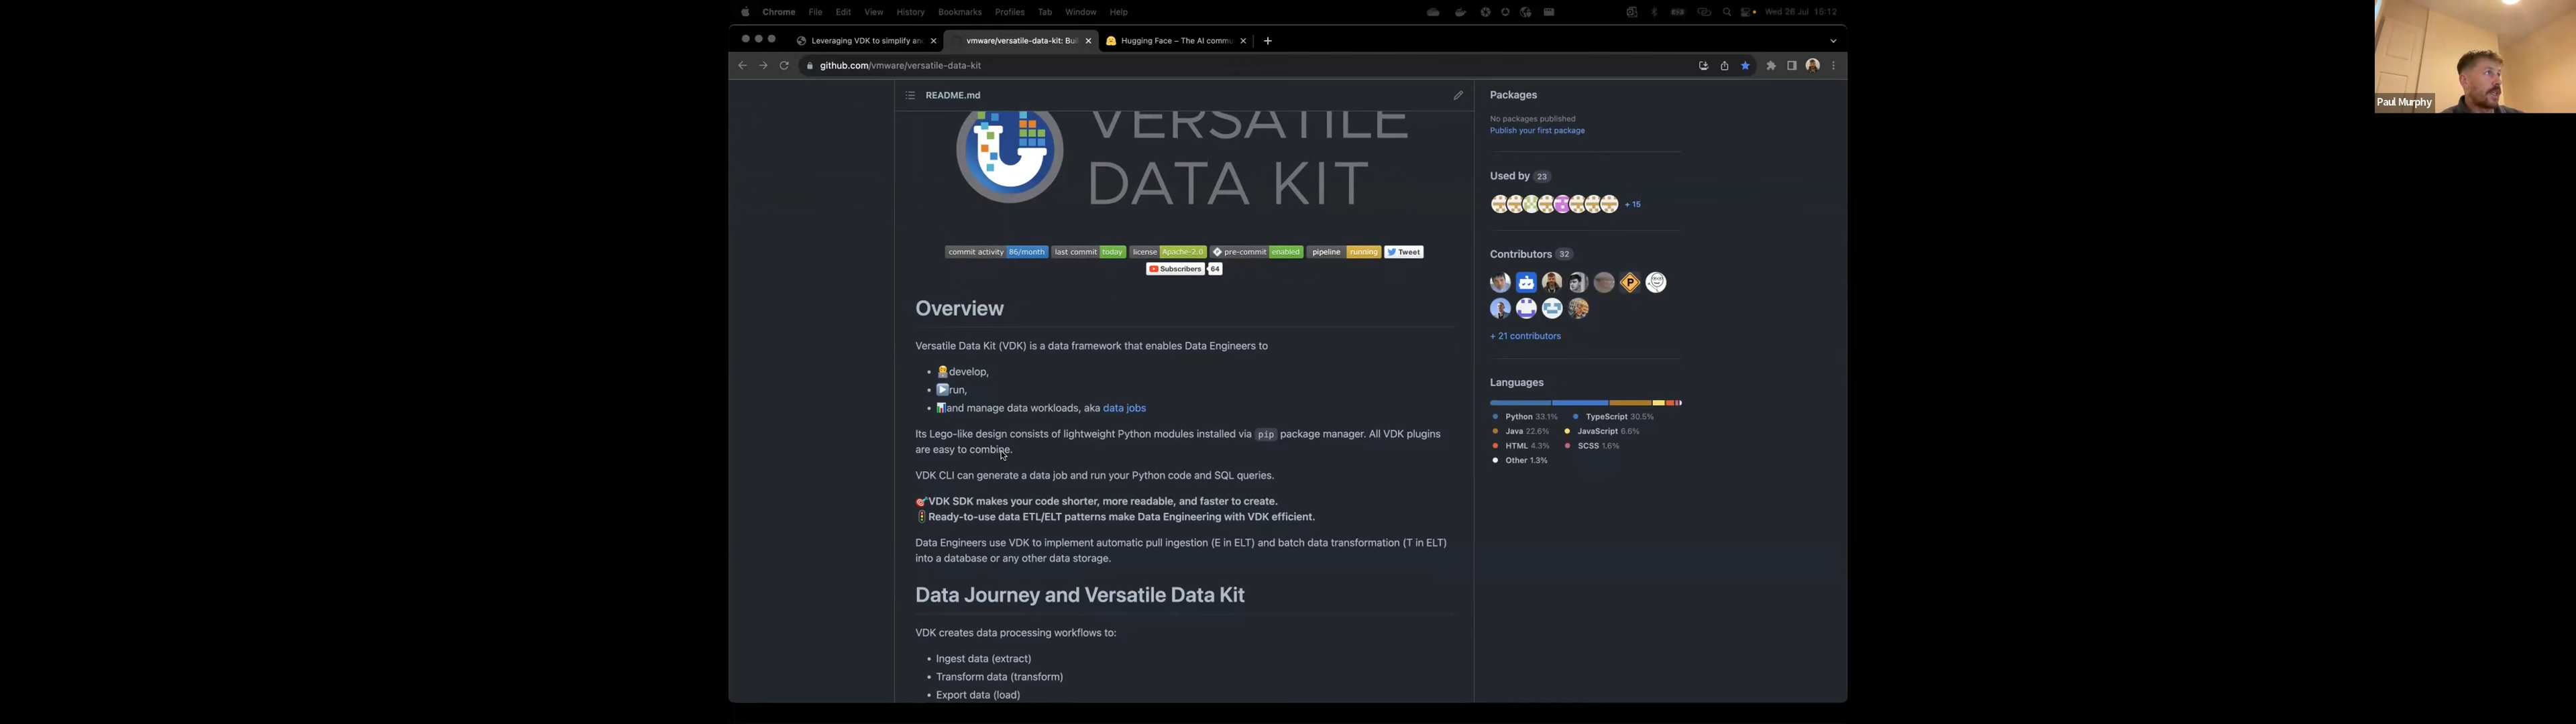 Chrome File Edit View History Bookmarks Profiles Tab Window Help
Wed 26 Jul 15:12
Leveraging VDK to simplify an
vmware/versatile-data-kit: Bui
Hugging Face – The AI commu
github.com/vmware/versatile-data-kit
Paul Murphy
README.md
VERSATILE
DATA KIT
commit activity 86/month last commit today license Apache-2.0 pre-commit enabled pipeline running Tweet
Subscribers 64
Overview
Versatile Data Kit (VDK) is a data framework that enables Data Engineers to
develop,
run,
and manage data workloads, aka data jobs
Its Lego-like design consists of lightweight Python modules installed via pip package manager. All VDK plugins
are easy to combine.
VDK CLI can generate a data job and run your Python code and SQL queries.
VDK SDK makes your code shorter, more readable, and faster to create.
Ready-to-use data ETL/ELT patterns make Data Engineering with VDK efficient.
Data Engineers use VDK to implement automatic pull ingestion (E in ELT) and batch data transformation (T in ELT)
into a database or any other data storage.
Data Journey and Versatile Data Kit
VDK creates data processing workflows to:
Ingest data (extract)
Transform data (transform)
Export data (load)
Packages
No packages published
Publish your first package
Used by 23
+ 15
Contributors 32
+ 21 contributors
Languages
Python 33.1% TypeScript 30.5%
Java 22.6% JavaScript 6.6%
HTML 4.3% SCSS 1.6%
Other 1.3%